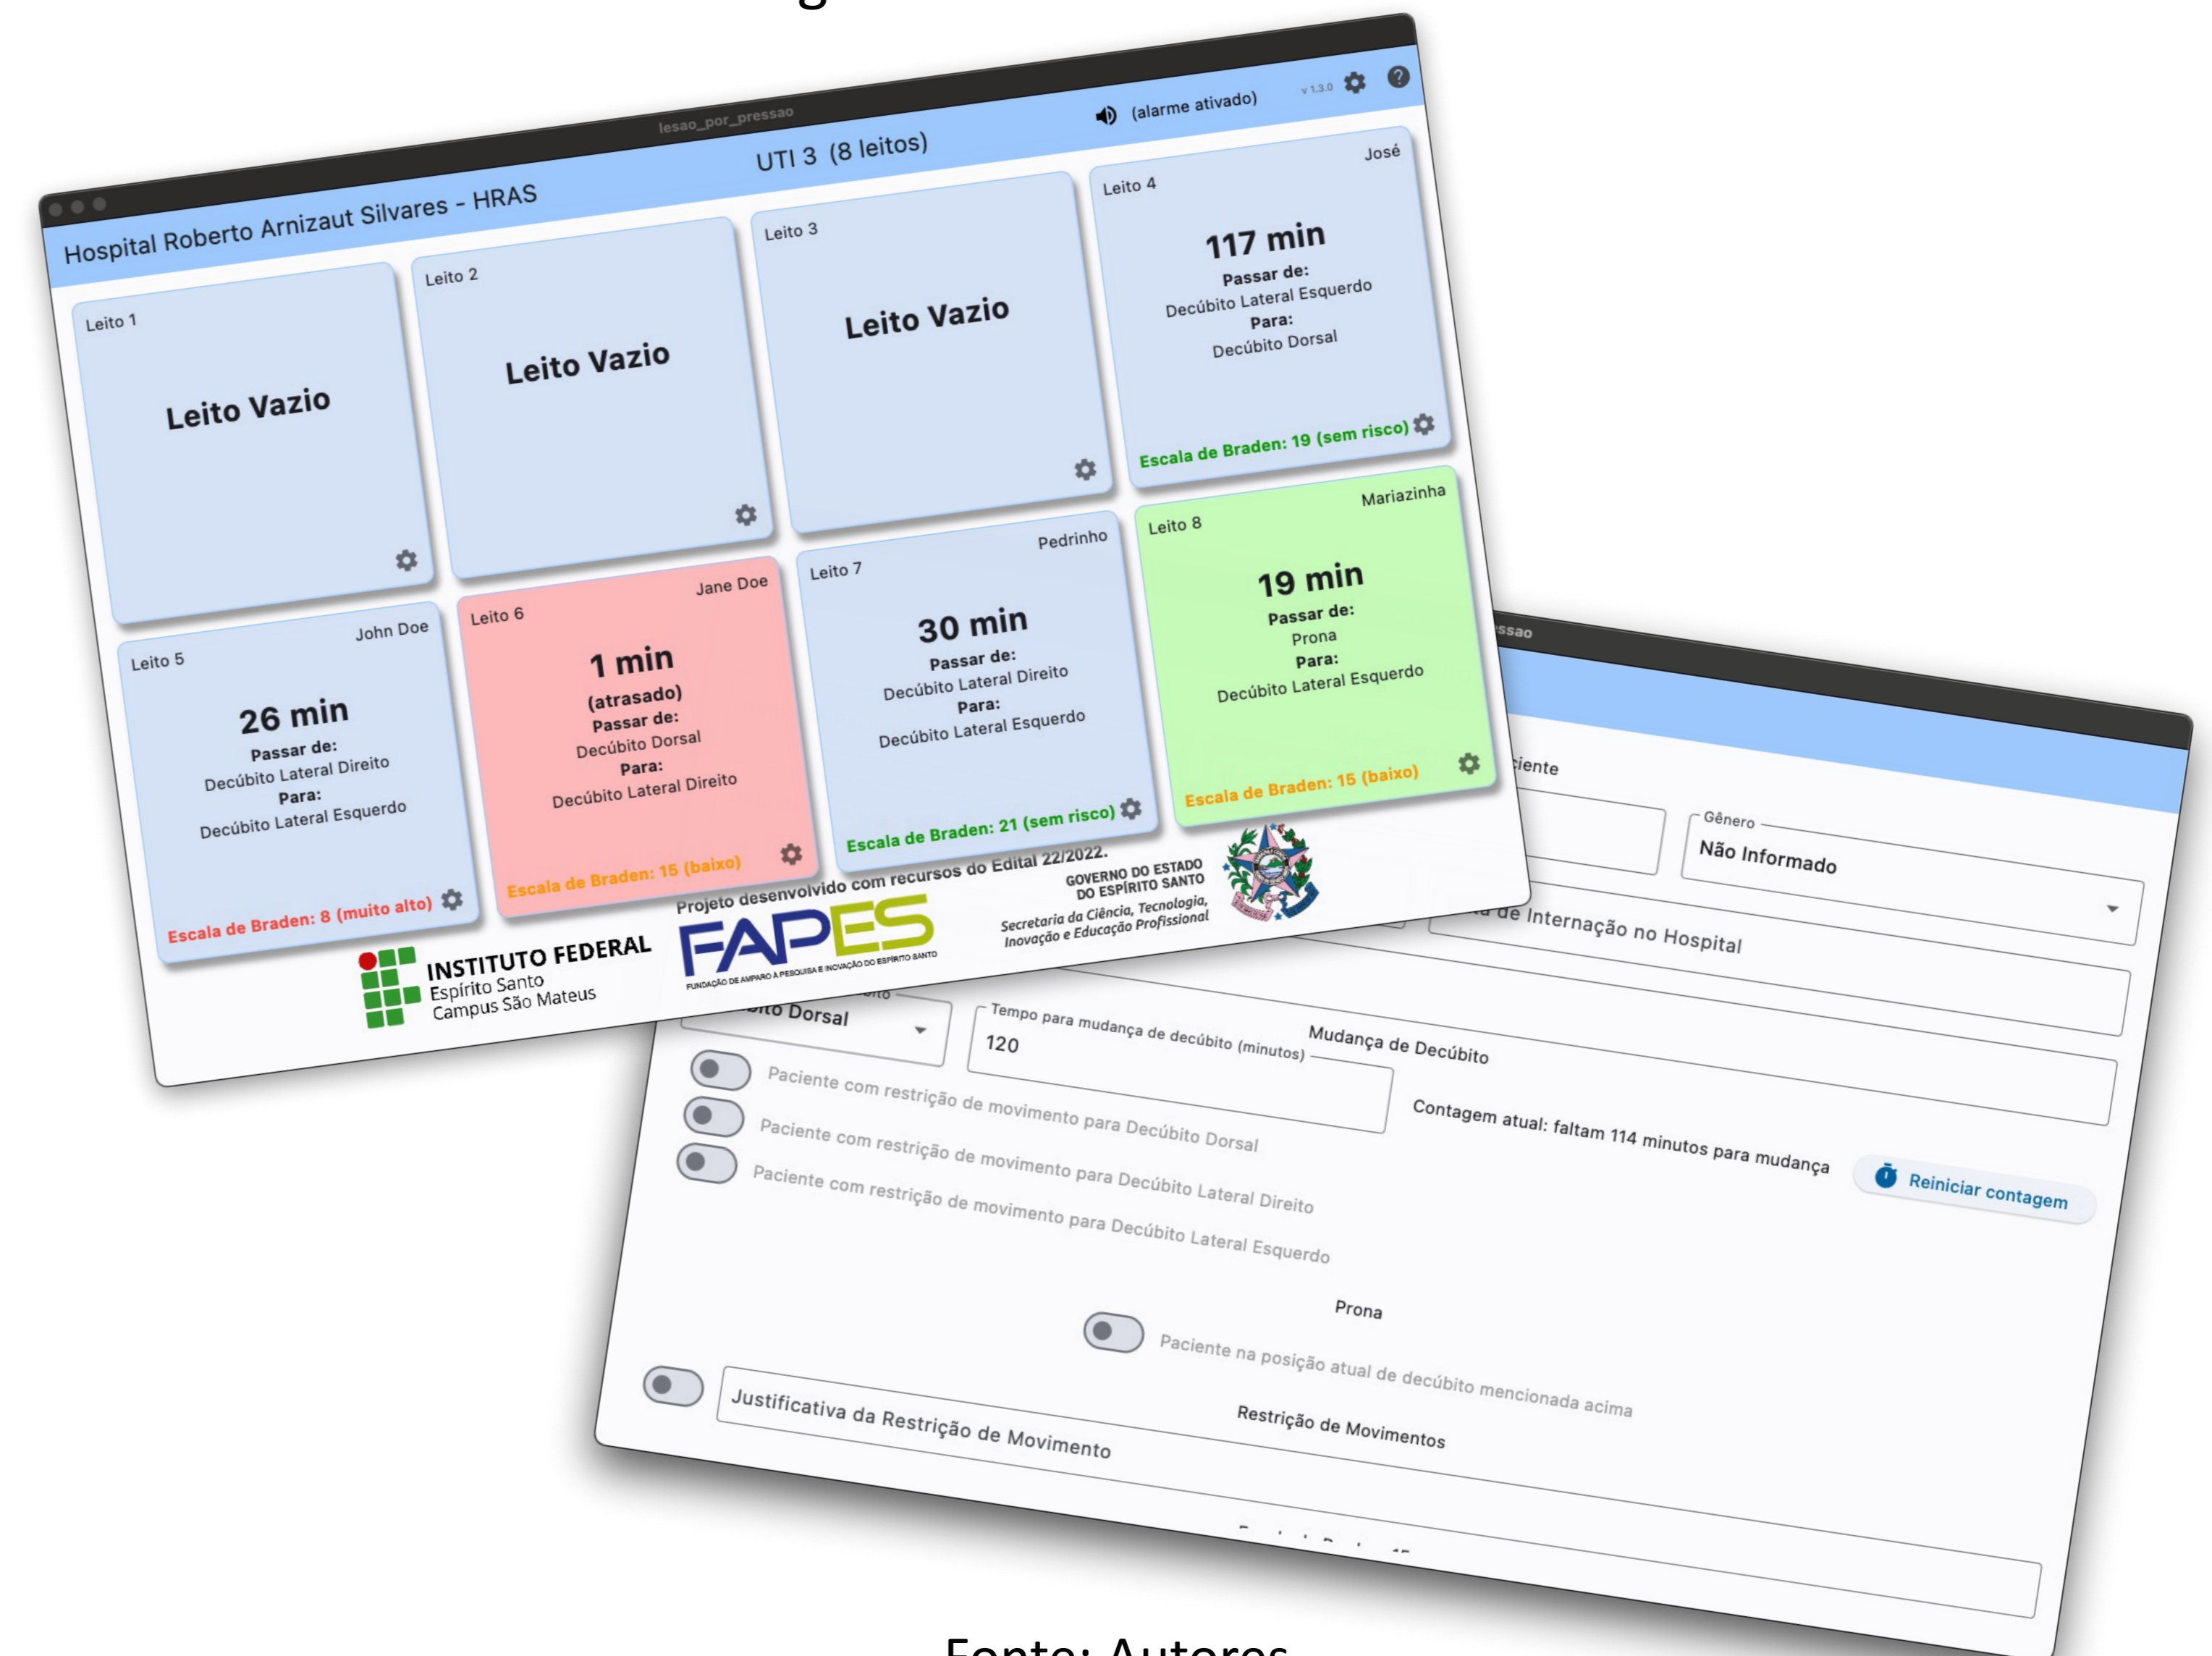 lesao_por_pressao
Hospital Roberto Arnizaut Silvares - HRAS
UTI 3 (8 leitos)
(alarme ativado)
v 1.3.0
Leito 1
Leito Vazio
Leito 2
Leito Vazio
Leito 3
Leito Vazio
Leito 4
José
117 min
Passar de:
Decúbito Lateral Esquerdo
Para:
Decúbito Dorsal
Escala de Braden: 19 (sem risco)
Leito 5
John Doe
26 min
Passar de:
Decúbito Lateral Direito
Para:
Decúbito Lateral Esquerdo
Escala de Braden: 8 (muito alto)
Leito 6
Jane Doe
1 min
(atrasado)
Passar de:
Decúbito Dorsal
Para:
Decúbito Lateral Direito
Escala de Braden: 15 (baixo)
Leito 7
Pedrinho
30 min
Passar de:
Decúbito Lateral Direito
Para:
Decúbito Lateral Esquerdo
Escala de Braden: 21 (sem risco)
Leito 8
Mariazinha
19 min
Passar de:
Prona
Para:
Decúbito Lateral Esquerdo
Escala de Braden: 15 (baixo)
INSTITUTO FEDERAL
Espírito Santo
Campus São Mateus
Projeto desenvolvido com recursos do Edital 22/2022.
FAPES
FUNDAÇÃO DE AMPARO À PESQUISA E INOVAÇÃO DO ESPÍRITO SANTO
GOVERNO DO ESTADO
DO ESPÍRITO SANTO
Secretaria da Ciência, Tecnologia,
Inovação e Educação Profissional
Gênero
Não Informado
de Internação no Hospital
Mudança de Decúbito
Dorsal
Tempo para mudança de decúbito (minutos)
120
Contagem atual: faltam 114 minutos para mudança
Reiniciar contagem
Paciente com restrição de movimento para Decúbito Dorsal
Paciente com restrição de movimento para Decúbito Lateral Direito
Paciente com restrição de movimento para Decúbito Lateral Esquerdo
Prona
Paciente na posição atual de decúbito mencionada acima
Restrição de Movimentos
Justificativa da Restrição de Movimento
Fonte: Autores